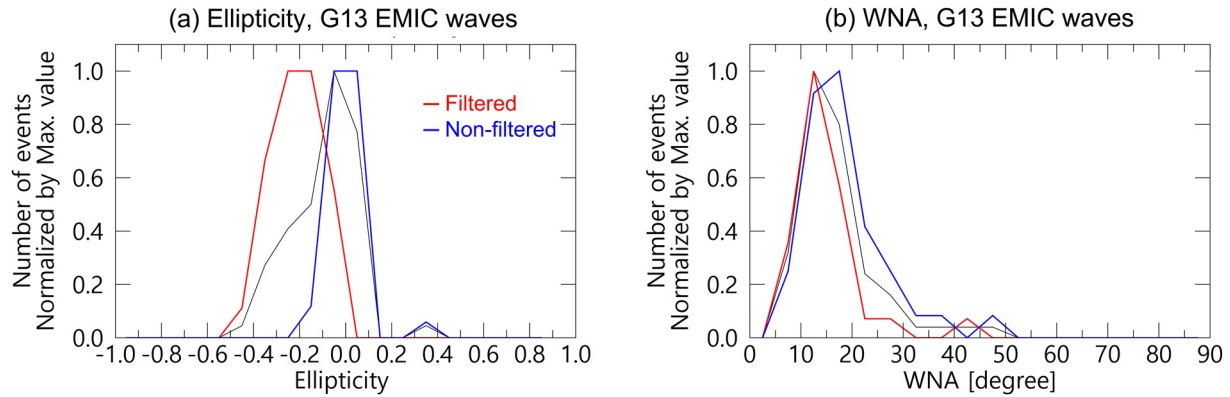 (a) Ellipticity, G13 EMIC waves
Number of events
Normalized by Max. value
1.0
0.8
0.6
0.4
0.2
0.0
Filtered
Non-filtered
-1.0 -0.8 -0.6 -0.4 -0.2 0.0 0.2 0.4 0.6 0.8 1.0
Ellipticity
(b) WNA, G13 EMIC waves
Number of events
Normalized by Max. value
1.0
0.8
0.6
0.4
0.2
0.0
0 10 20 30 40 50 60 70 80 90
WNA [degree]